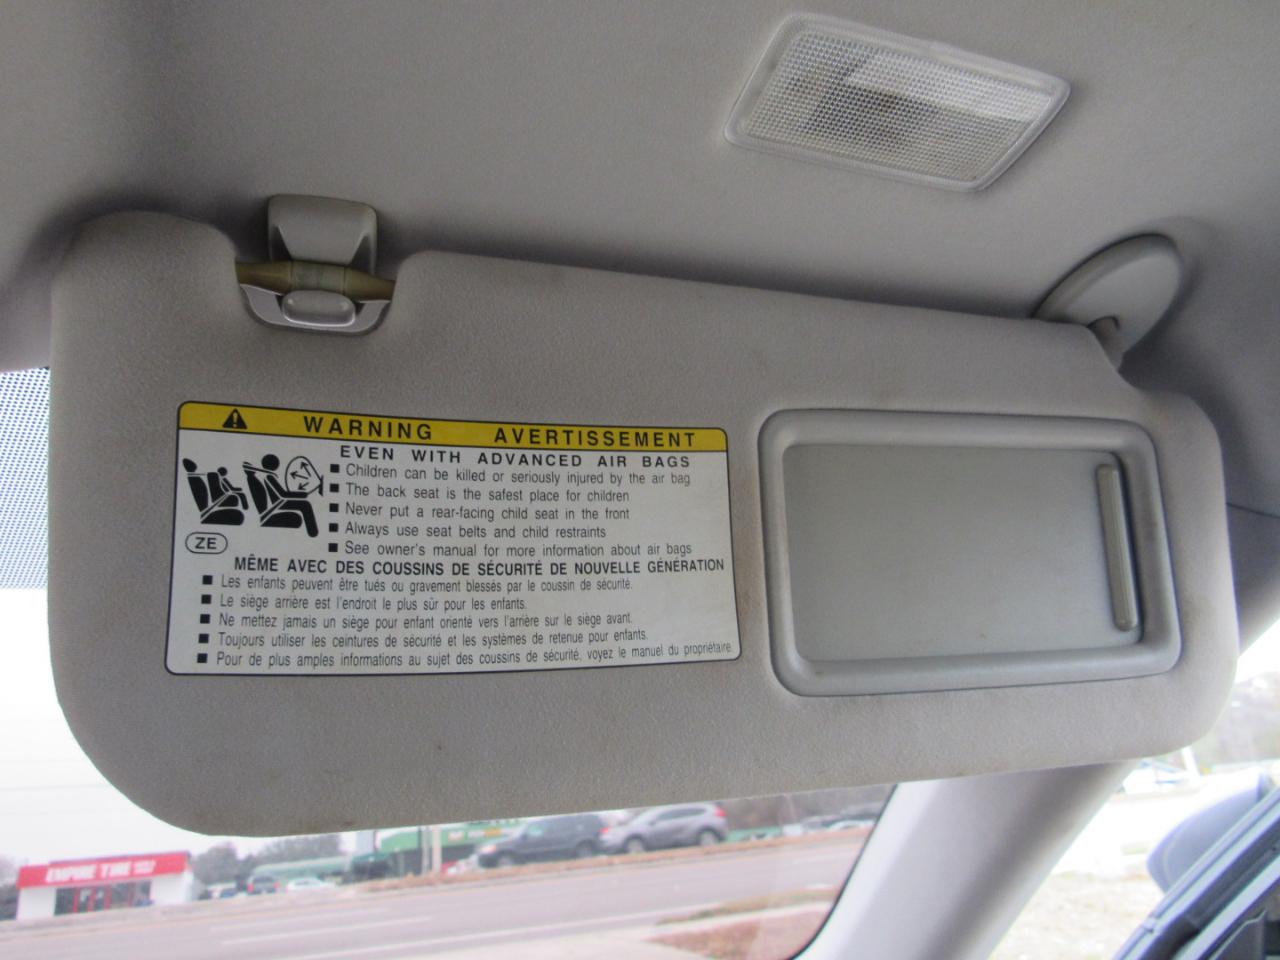 WARNING AVERTISSEMENT
EVEN WITH ADVANCED AIR BAGS
■ Children can be killed or seriously injured by the air bag
■ The back seat is the safest place for children
■ Never put a rear-facing child seat in the front
■ Always use seat belts and child restraints
■ See owner's manual for more information about air bags
ZE
MÊME AVEC DES COUSSINS DE SÉCURITÉ DE NOUVELLE GÉNÉRATION
■ Les enfants peuvent être tués ou gravement blessés par le coussin de sécurité.
■ Le siège arrière est l'endroit le plus sûr pour les enfants.
■ Ne mettez jamais un siège pour enfant orienté vers l'arrière sur le siège avant.
■ Toujours utiliser les ceintures de sécurité et les systèmes de retenue pour enfants.
■ Pour de plus amples informations au sujet des coussins de sécurité, voyez le manuel du propriétaire.
EMPIRE TIRE